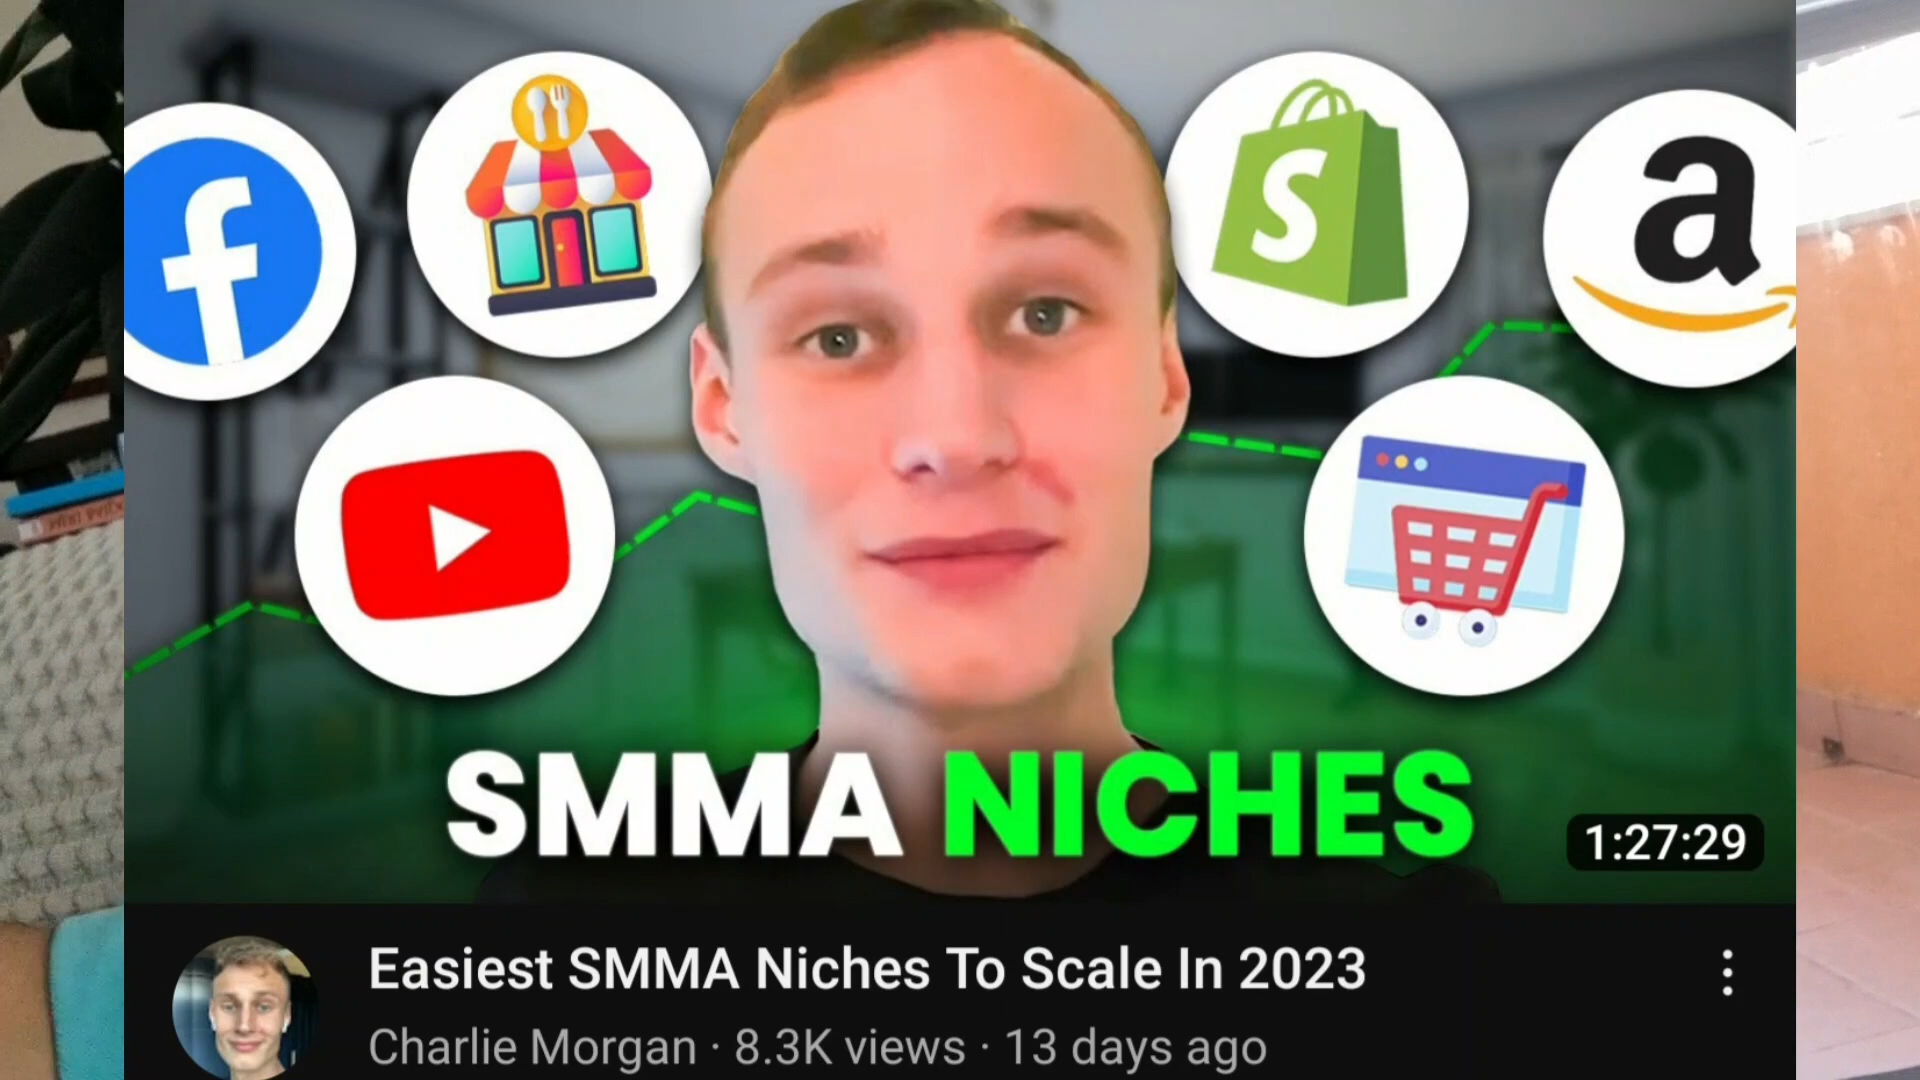 SMMA NICHES
1:27:29
Easiest SMMA Niches To Scale In 2023
Charlie Morgan · 8.3K views · 13 days ago